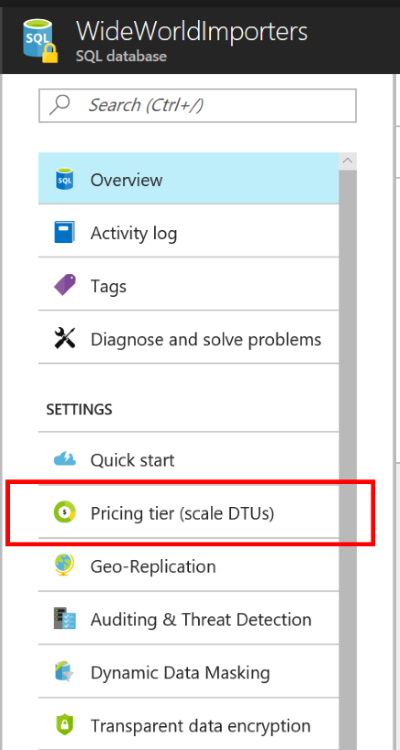 SQL
WideWorldImporters
SQL database
Search (Ctrl+/)
SQL
Overview
Activity log
Tags
Diagnose and solve problems
SETTINGS
Quick start
Pricing tier (scale DTUs)
Geo-Replication
Auditing & Threat Detection
Dynamic Data Masking
Transparent data encryption